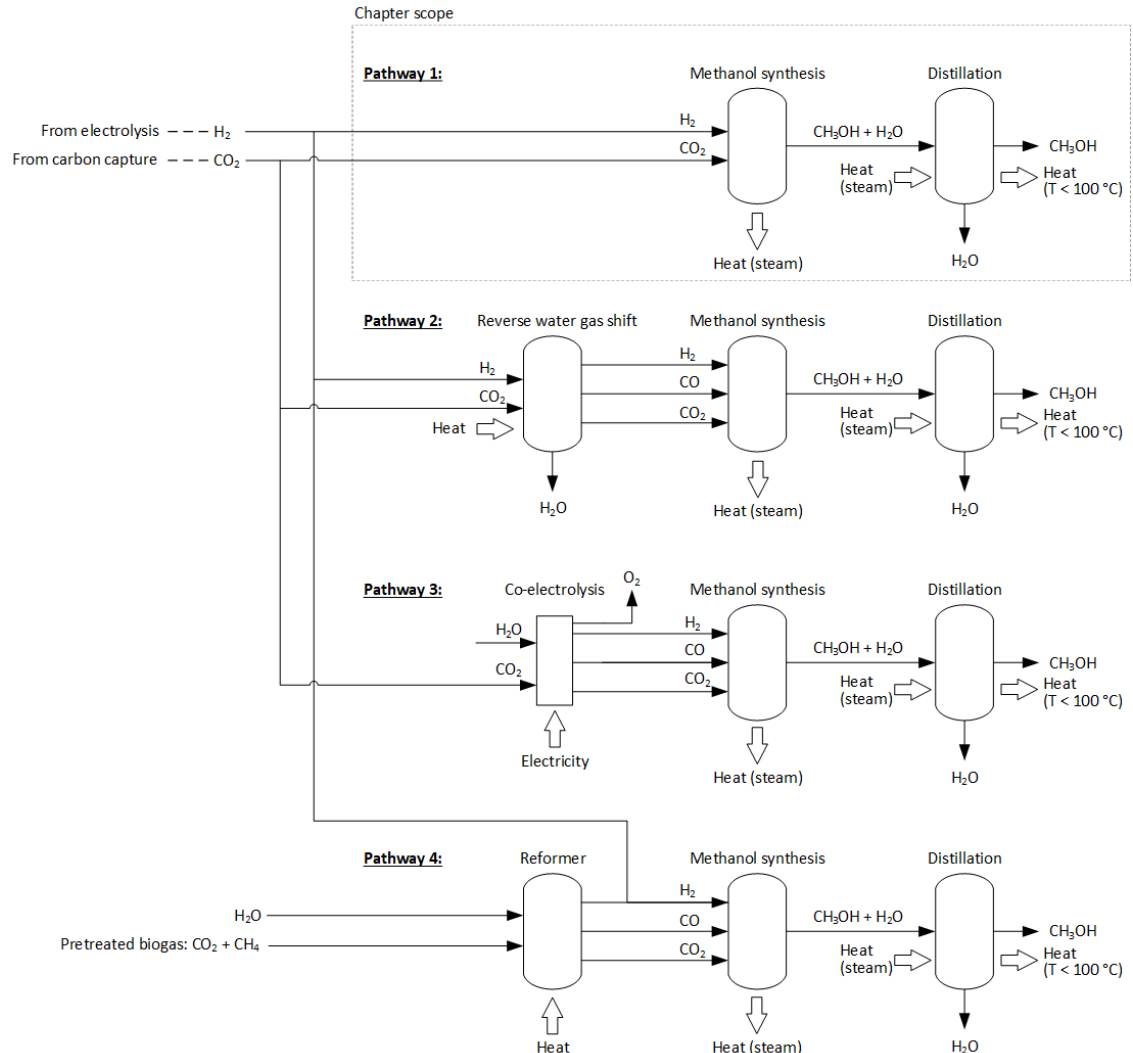 Chapter scope
Pathway 1:
Methanol synthesis
Distillation
From electrolysis
H₂
From carbon capture
CO₂
H₂
CO₂
CH₃OH + H₂O
Heat
(steam)
CH₃OH
Heat
(T < 100 °C)
Heat (steam)
H₂O
Pathway 2:
Reverse water gas shift
Methanol synthesis
Distillation
H₂
CO₂
Heat
H₂O
H₂
CO
CO₂
CH₃OH + H₂O
Heat
(steam)
CH₃OH
Heat
(T < 100 °C)
Heat (steam)
H₂O
Pathway 3:
Co-electrolysis
O₂
Methanol synthesis
Distillation
H₂O
CO₂
Electricity
H₂
CO
CO₂
CH₃OH + H₂O
Heat
(steam)
CH₃OH
Heat
(T < 100 °C)
Heat (steam)
H₂O
Pathway 4:
Reformer
Methanol synthesis
Distillation
H₂O
Pretreated biogas: CO₂ + CH₄
Heat
H₂
CO
CO₂
CH₃OH + H₂O
Heat
(steam)
CH₃OH
Heat
(T < 100 °C)
Heat (steam)
H₂O